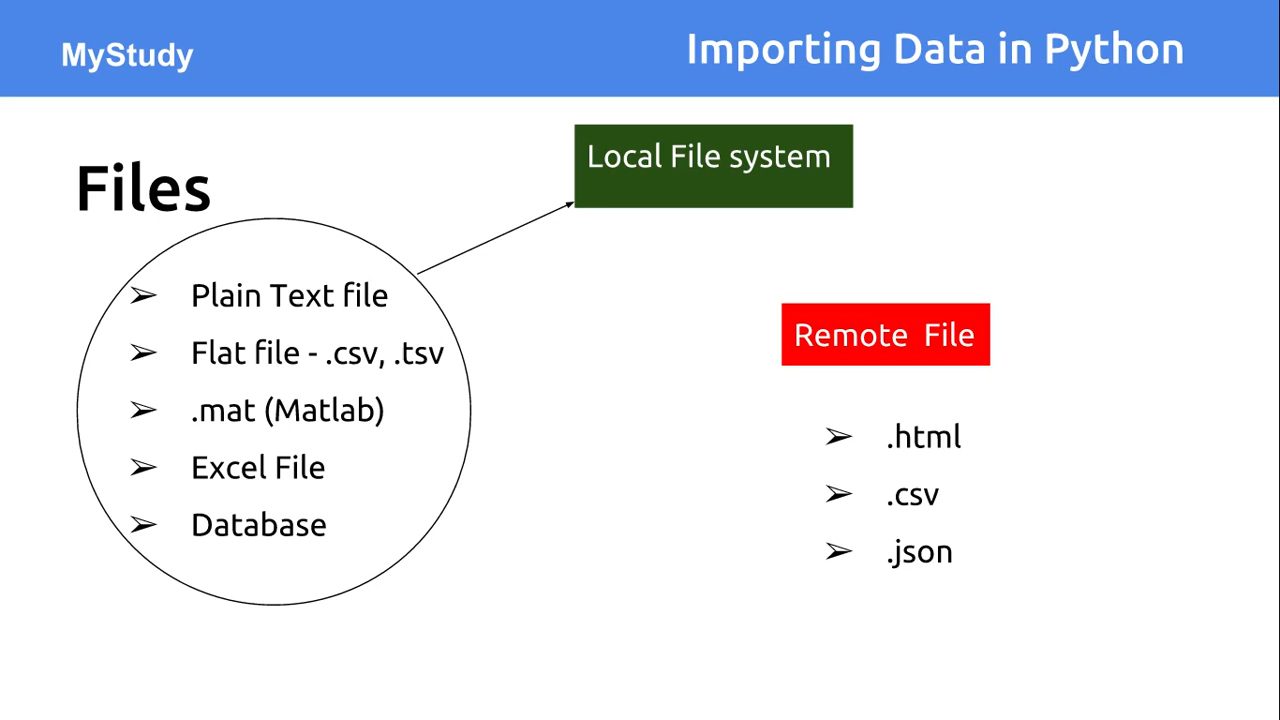 MyStudy
Importing Data in Python
Files
Local File system
➢ Plain Text file
➢ Flat file - .csv, .tsv
➢ .mat (Matlab)
➢ Excel File
➢ Database
Remote File
➢ .html
➢ .csv
➢ .json